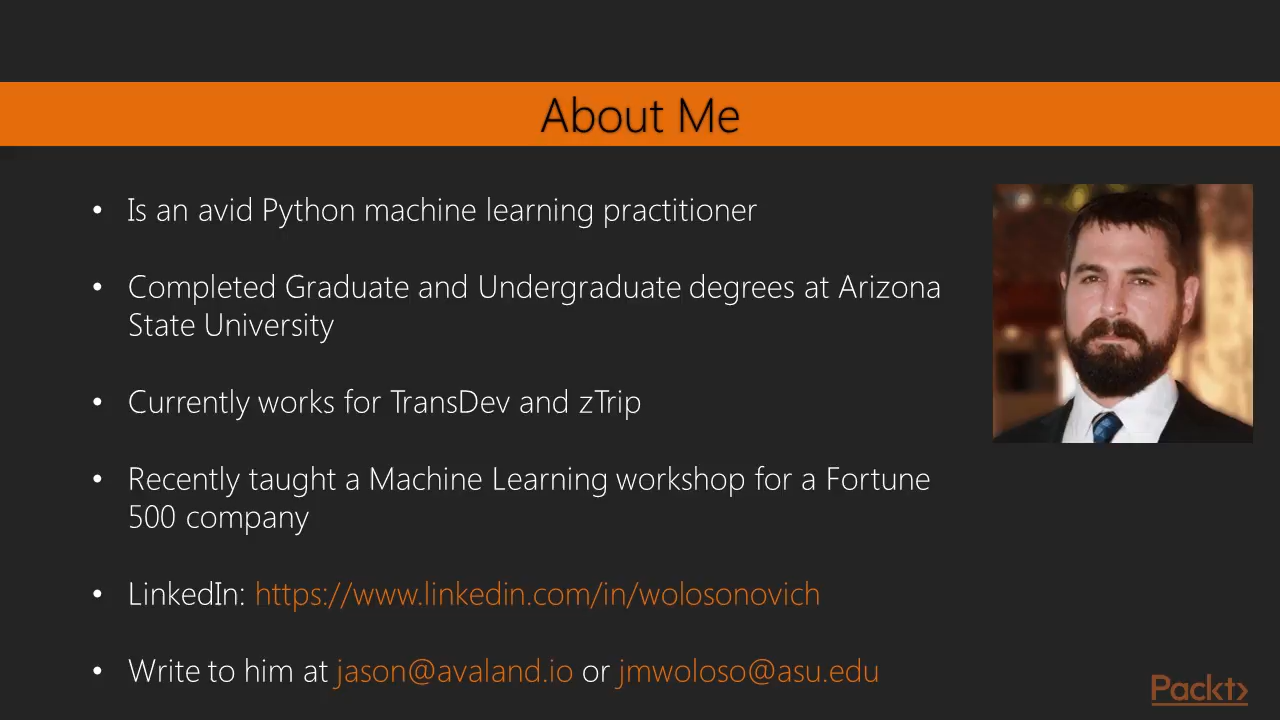 About Me
• Is an avid Python machine learning practitioner
• Completed Graduate and Undergraduate degrees at Arizona
State University
• Currently works for TransDev and zTrip
• Recently taught a Machine Learning workshop for a Fortune
500 company
• LinkedIn: https://www.linkedin.com/in/wolosonovich
• Write to him at jason@avaland.io or jmwoloso@asu.edu
Packt>